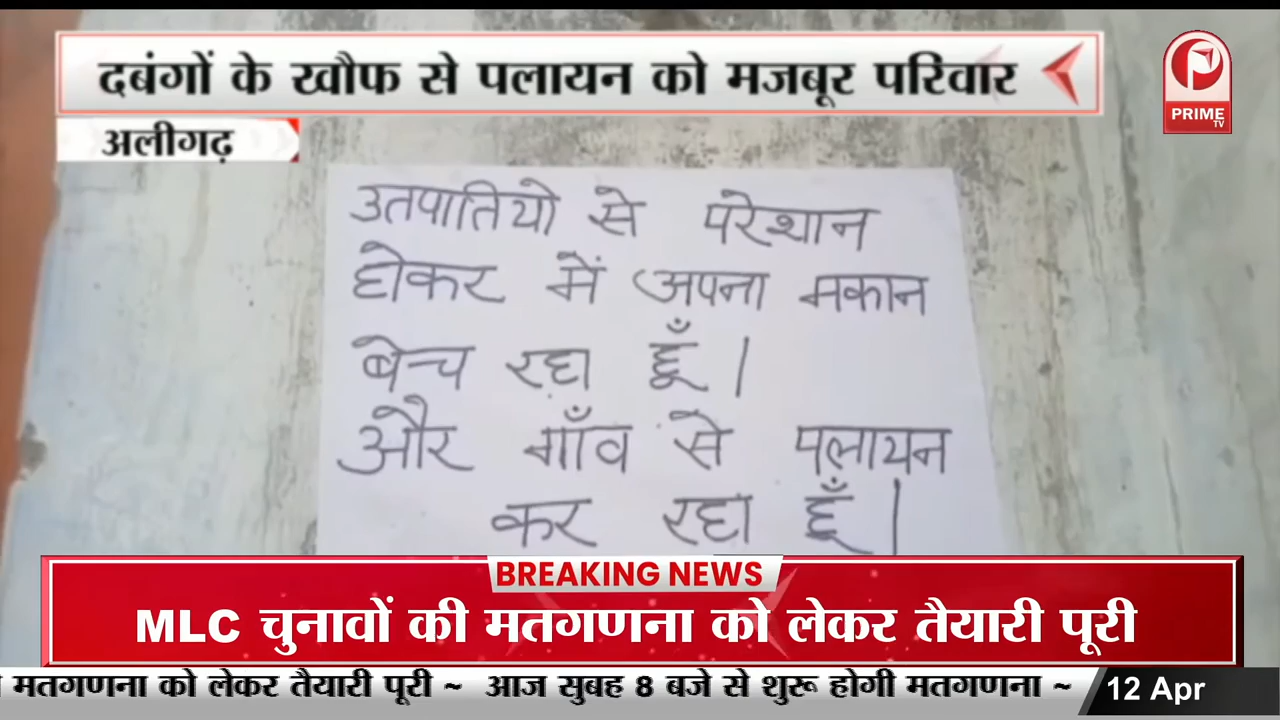 दबंगों के खौफ से पलायन को मजबूर परिवार
PRIME
TV
अलीगढ़
उतपातियो से परेशान
होकर में अपना मकान
बेच रहा हूँ।
और गाँव से पलायन
कर रहा हूँ।
BREAKING NEWS
MLC चुनावों की मतगणना को लेकर तैयारी पूरी
मतगणना को लेकर तैयारी पूरी ~ आज सुबह 8 बजे से शुरू होगी मतगणना ~
12 Apr